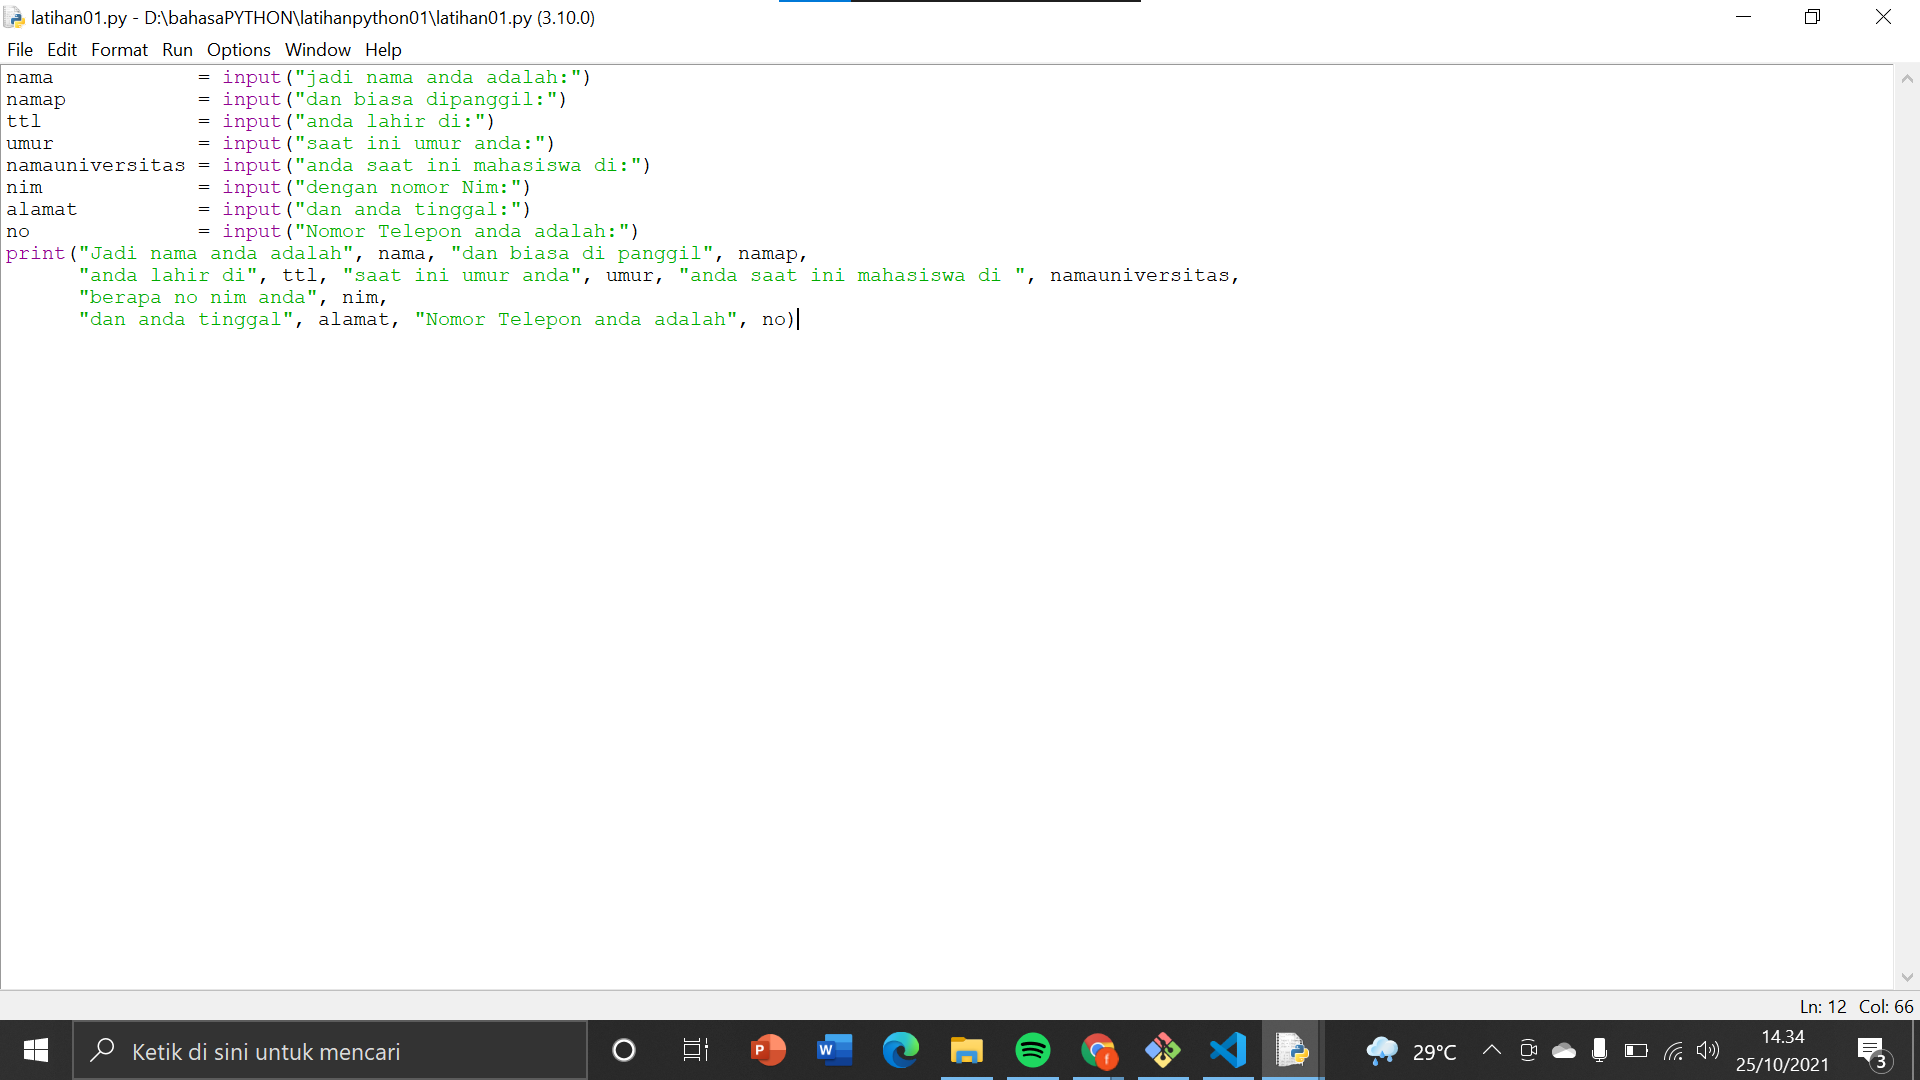 latihan01.py - D:\bahasaPYTHON\latihanpython01\latihan01.py (3.10.0)
File Edit Format Run Options Window Help
nama            = input("jadi nama anda adalah:")
namap           = input("dan biasa dipanggil:")
ttl             = input("anda lahir di:")
umur            = input("saat ini umur anda:")
namauniversitas = input("anda saat ini mahasiswa di:")
nim             = input("dengan nomor Nim:")
alamat          = input("dan anda tinggal:")
no              = input("Nomor Telepon anda adalah:")
print("Jadi nama anda adalah", nama, "dan biasa di panggil", namap,
      "anda lahir di", ttl, "saat ini umur anda", umur, "anda saat ini mahasiswa di ", namauniversitas,
      "berapa no nim anda", nim,
      "dan anda tinggal", alamat, "Nomor Telepon anda adalah", no)
Ln: 12 Col: 66
Ketik di sini untuk mencari
P
W
f
29°C
14.34
25/10/2021
3